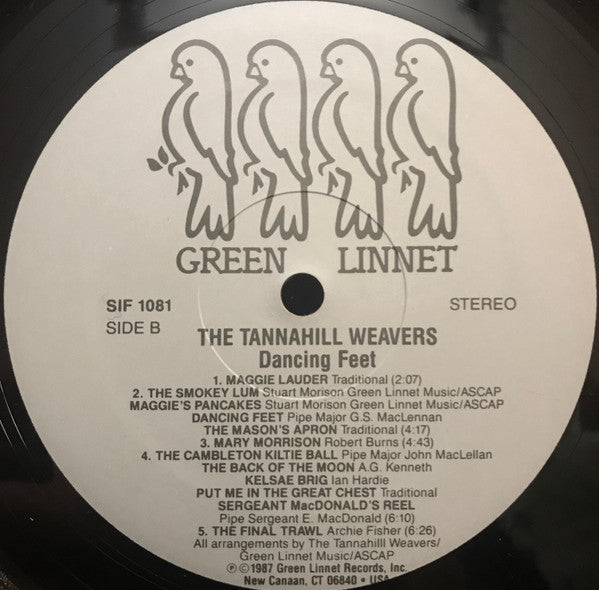 GREEN LINNET
SIF 1081
STEREO
SIDE B
THE TANNAHILL WEAVERS
Dancing Feet
1. MAGGIE LAUDER Traditional (2:07)
2. THE SMOKEY LUM Stuart Morison Green Linnet Music/ASCAP
MAGGIE'S PANCAKES Stuart Morison Green Linnet Music/ASCAP
DANCING FEET Pipe Major G.S. MacLennan
THE MASON'S APRON Traditional (4:17)
3. MARY MORRISON Robert Burns (4:43)
4. THE CAMBLETON KILTIE BALL Pipe Major John MacLellan
THE BACK OF THE MOON A.G. Kenneth
KELSAE BRIG Ian Hardie
PUT ME IN THE GREAT CHEST Traditional
SERGEANT MacDONALD'S REEL
Pipe Sergeant E. MacDonald (6:10)
5. THE FINAL TRAWL Archie Fisher (6:26)
All arrangements by The Tannahilll Weavers/
Green Linnet Music/ASCAP
℗©1987 Green Linnet Records, Inc.
New Canaan, CT 06840 • USA